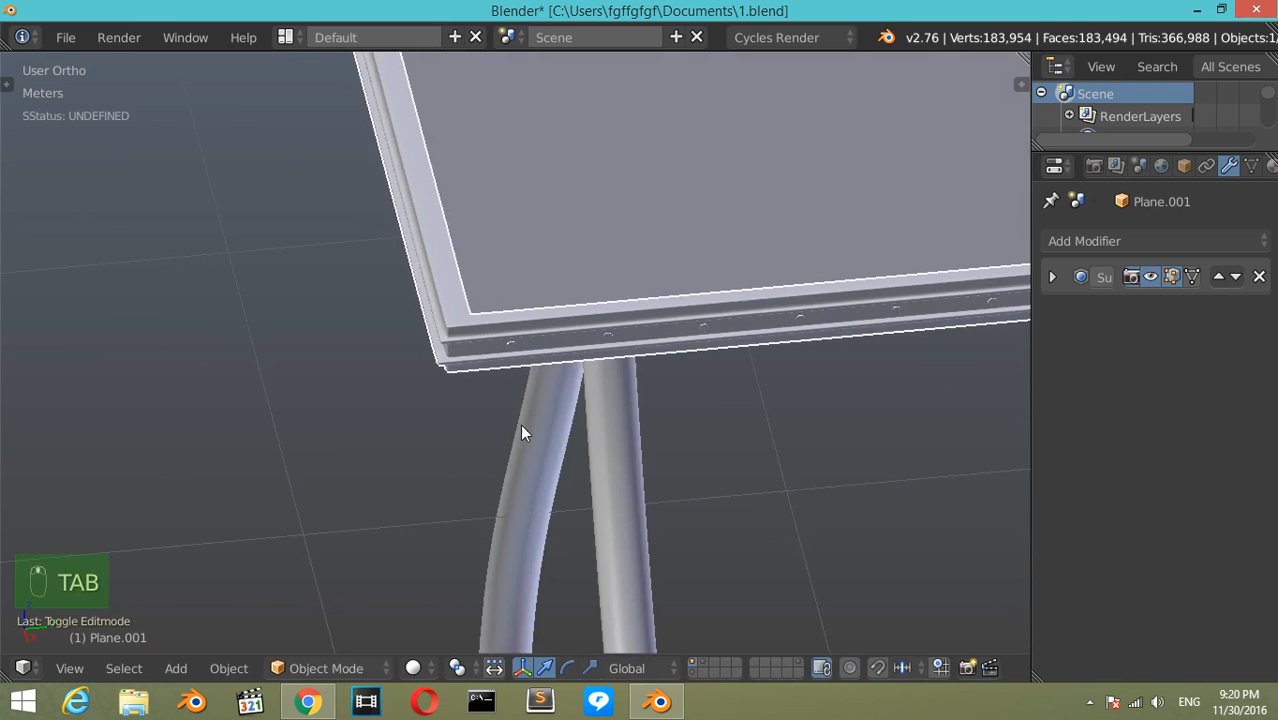 Blender* [C:\Users\fgffgfgf\Documents\1.blend]
File Render Window Help Default Scene Cycles Render v2.76 | Verts:183,954 | Faces:183,494 | Tris:366,988 | Objects:1/
User Ortho
Meters
SStatus: UNDEFINED
View Search All Scenes
Scene
RenderLayers
Plane.001
Add Modifier
Su
TAB
Last: Toggle Editmode
(1) Plane.001
View Select Add Object Object Mode Global
321
ENG
9:20 PM
11/30/2016